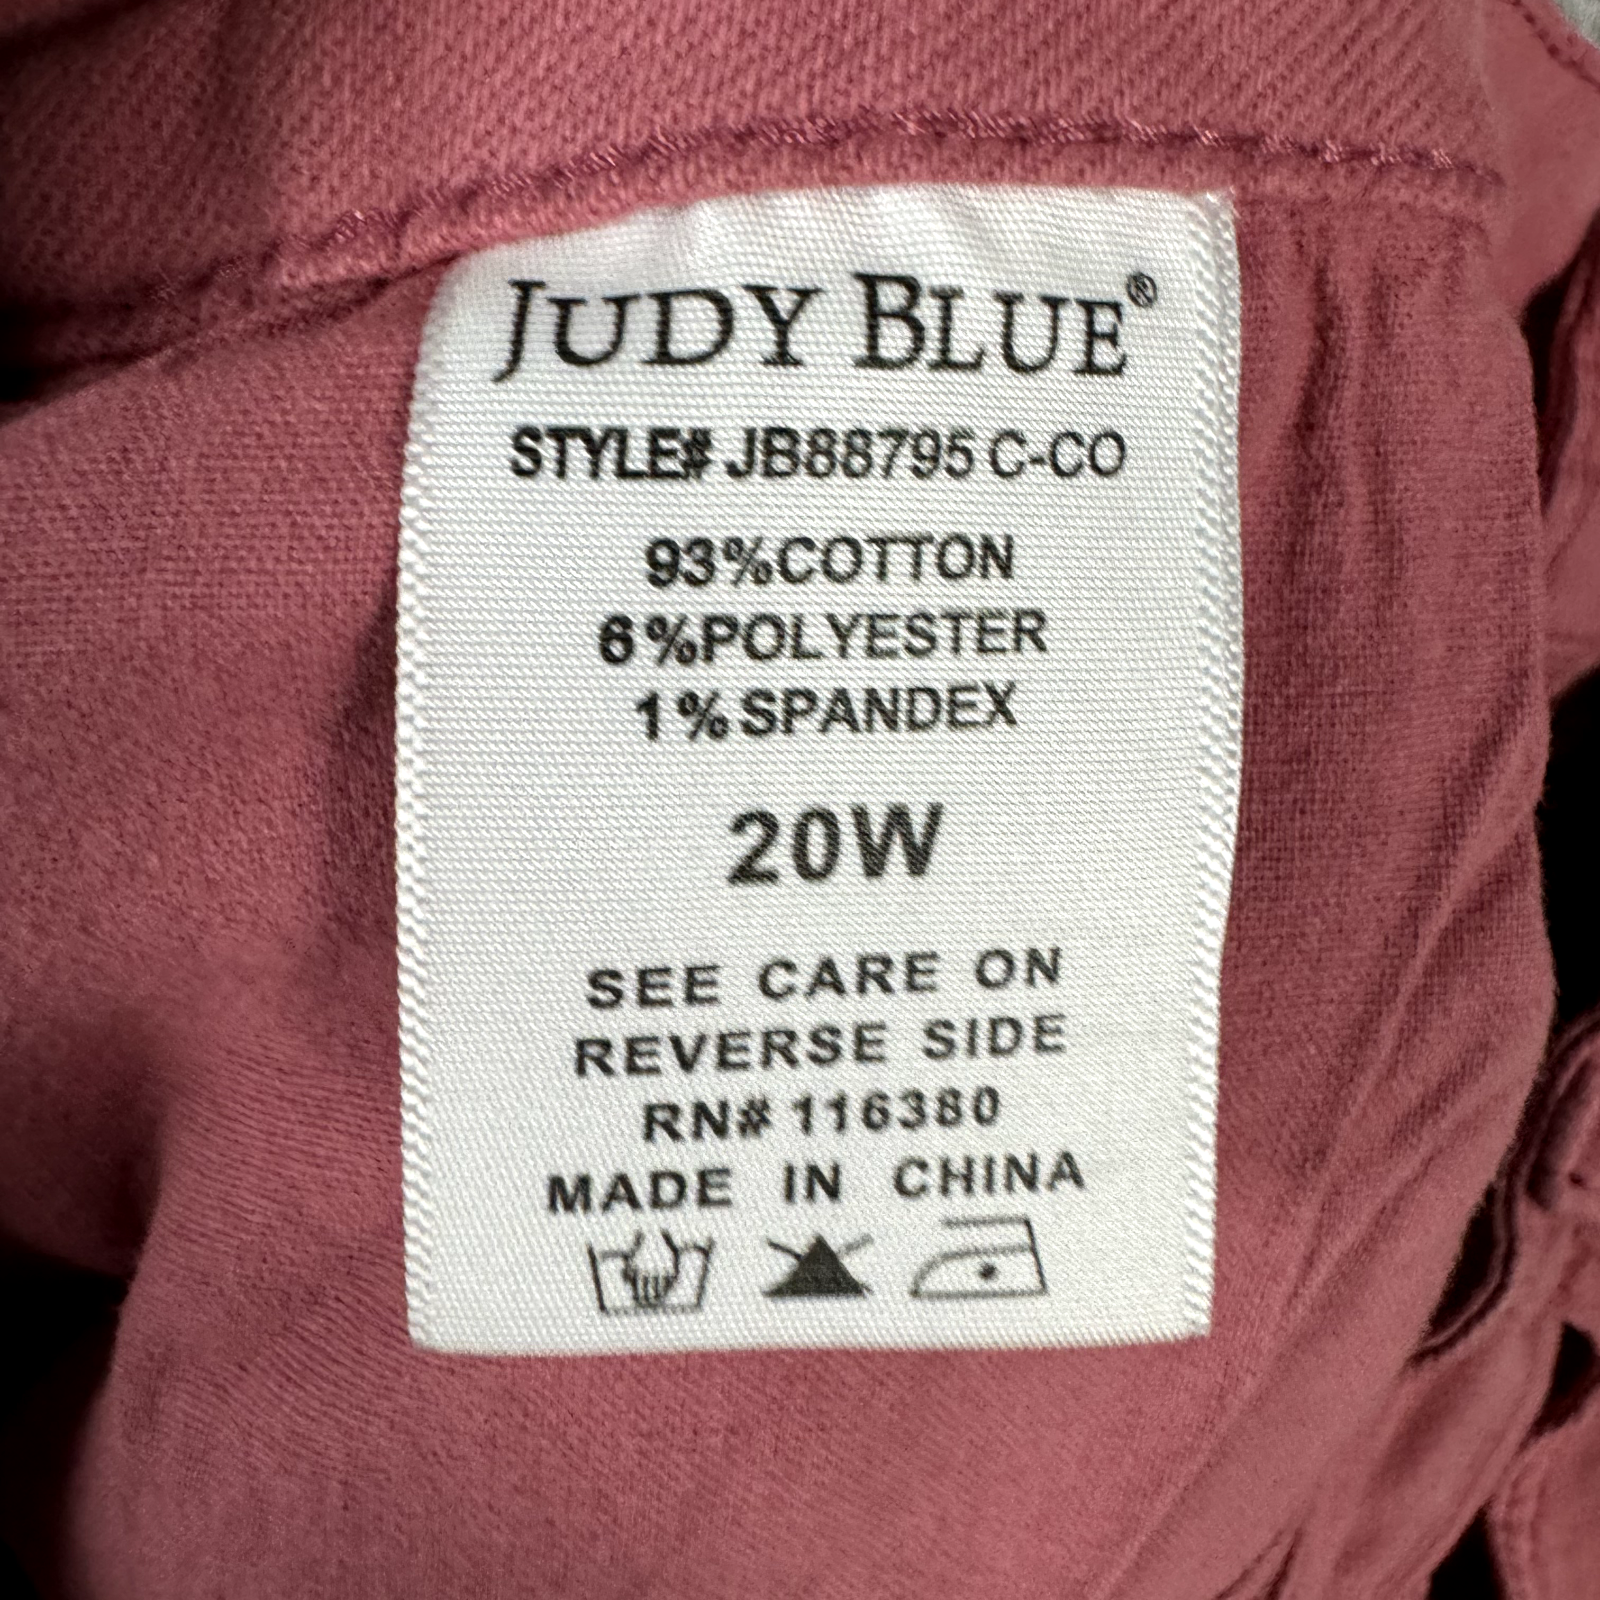 JUDY BLUE®
STYLE# JB88795 C-CO
93%COTTON
6%POLYESTER
1%SPANDEX
20W
SEE CARE ON
REVERSE SIDE
RN# 116380
MADE IN CHINA